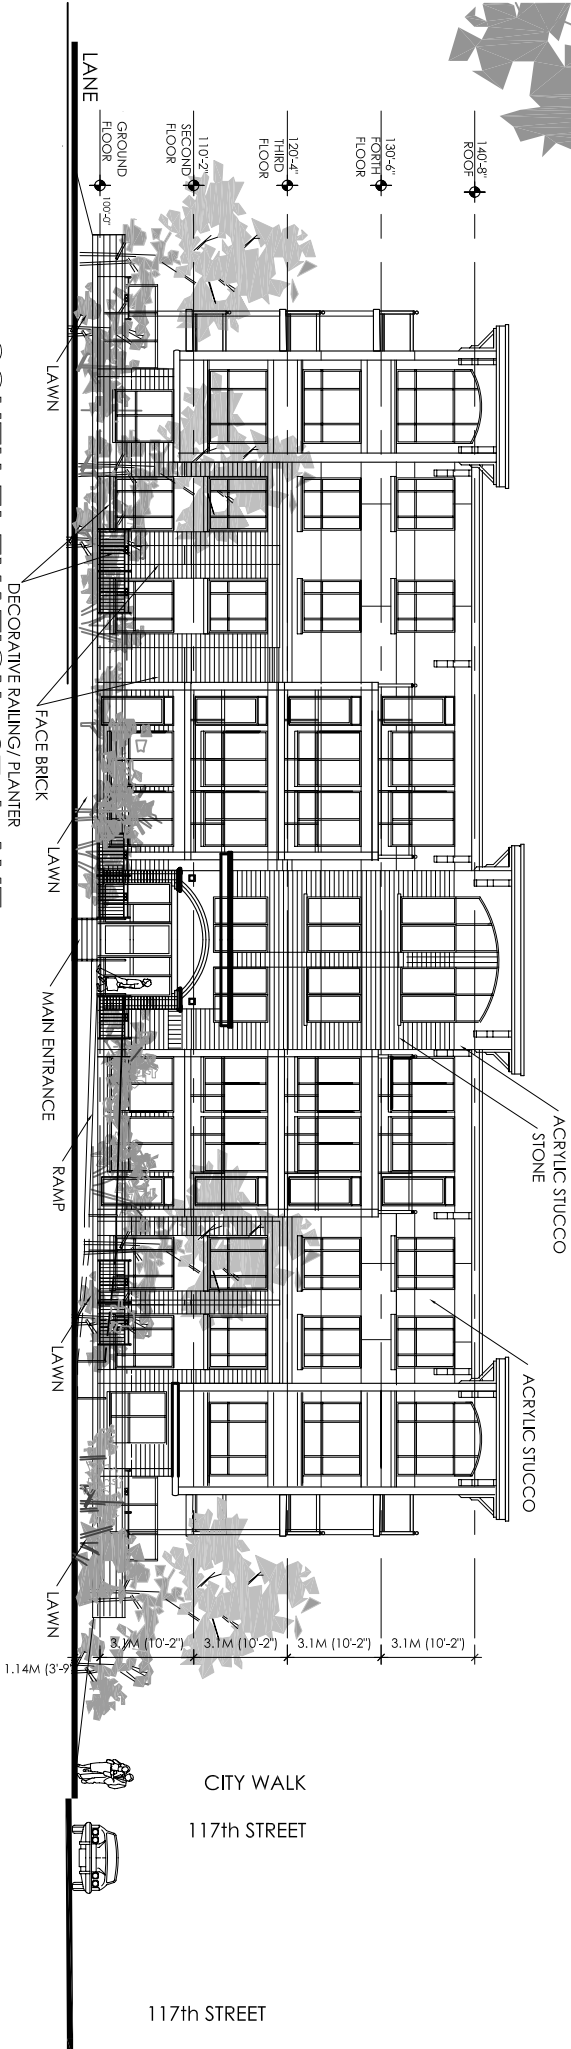 LANE
140'-8"
ROOF
130'-6"
FORTH
FLOOR
120'-4"
THIRD
FLOOR
110'-2"
SECOND
FLOOR
GROUND
FLOOR
100'-0"
ACRYLIC STUCCO
STONE
ACRYLIC STUCCO
LAWN
DECORATIVE RAILING/ PLANTER
FACE BRICK
LAWN
MAIN ENTRANCE
RAMP
LAWN
LAWN
3.1M (10'-2")
3.1M (10'-2")
3.1M (10'-2")
3.1M (10'-2")
1.14M (3'-9
CITY WALK
117th STREET
117th STREET